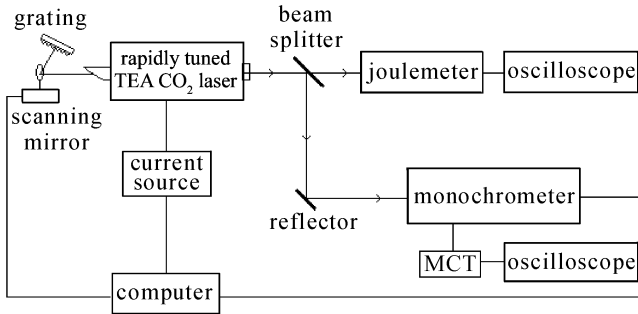 grating
scanning
mirror
rapidly tuned
TEA CO₂ laser
beam
splitter
joulemeter
oscilloscope
current
source
reflector
monochrometer
MCT
oscilloscope
computer